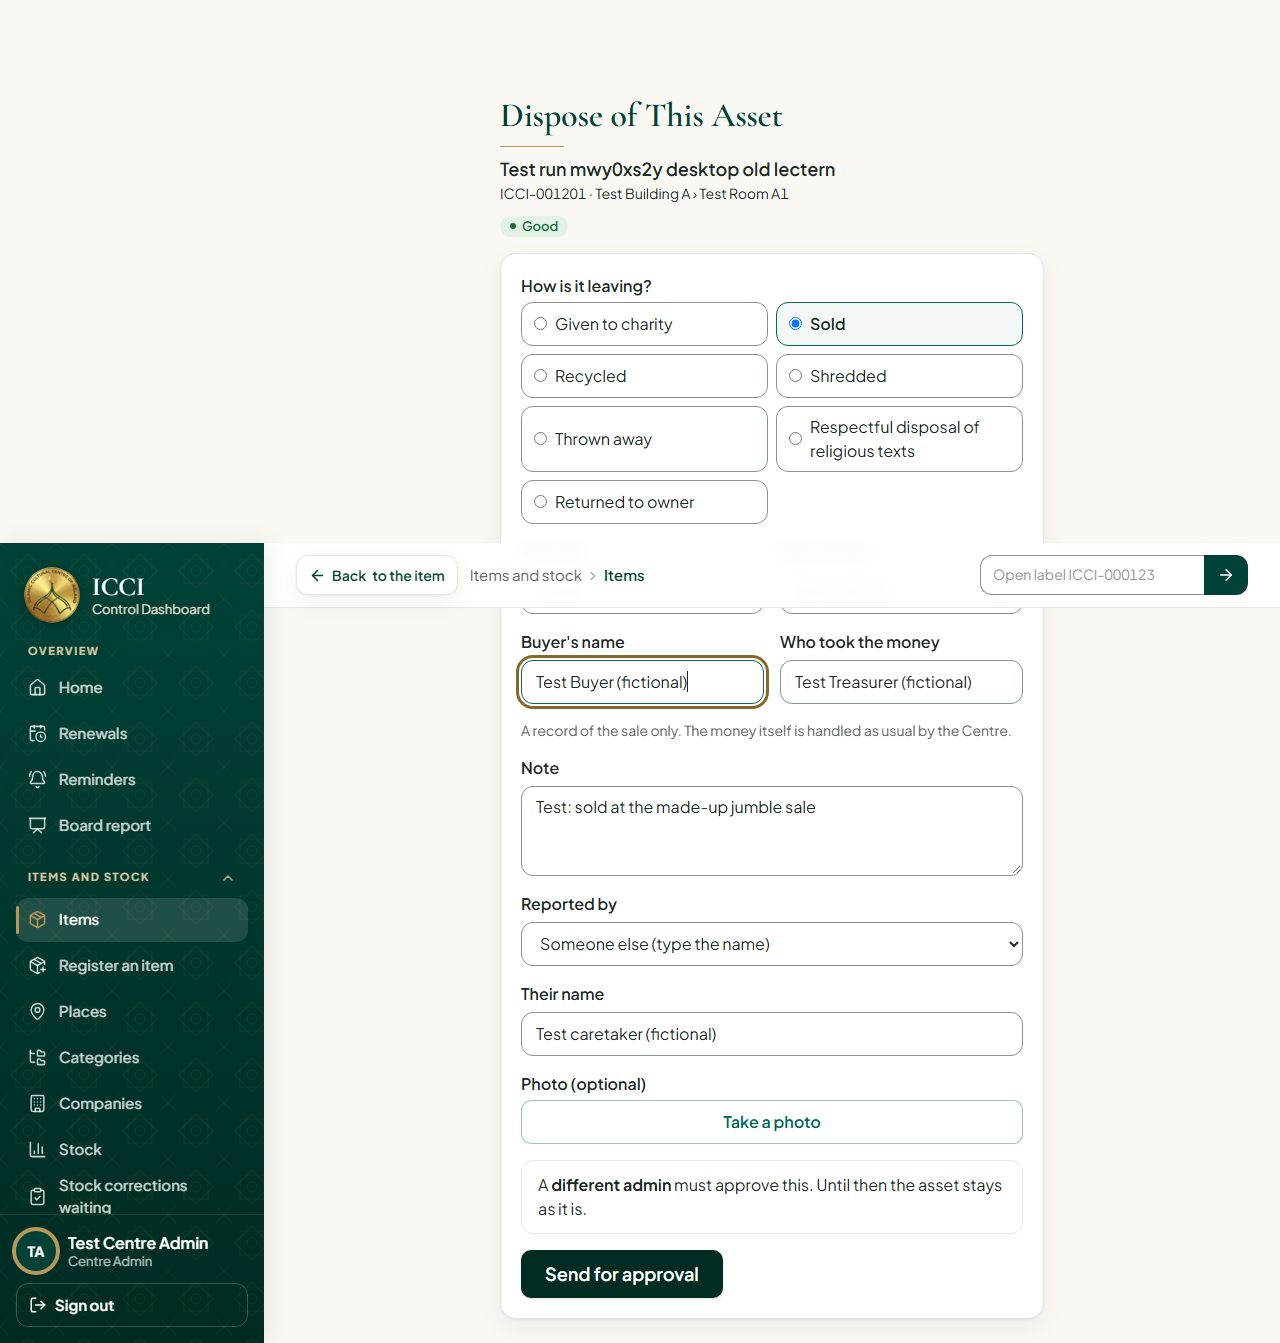 Dispose of This Asset
Test run mwy0xs2y desktop old lectern
ICCI-001201 · Test Building A › Test Room A1
Good
How is it leaving?
Given to charity
Sold
Recycled
Shredded
Thrown away
Respectful disposal of
religious texts
Returned to owner
ICCI
Control Dashboard
Back to the item
Items and stock › Items
Open label ICCI-000123
OVERVIEW
Home
Renewals
Reminders
Board report
ITEMS AND STOCK
Items
Register an item
Places
Categories
Companies
Stock
Stock corrections
waiting
TA
Test Centre Admin
Centre Admin
Sign out
Buyer's name
Who took the money
Test Buyer (fictional)
Test Treasurer (fictional)
A record of the sale only. The money itself is handled as usual by the Centre.
Note
Test: sold at the made-up jumble sale
Reported by
Someone else (type the name)
Their name
Test caretaker (fictional)
Photo (optional)
Take a photo
A different admin must approve this. Until then the asset stays
as it is.
Send for approval